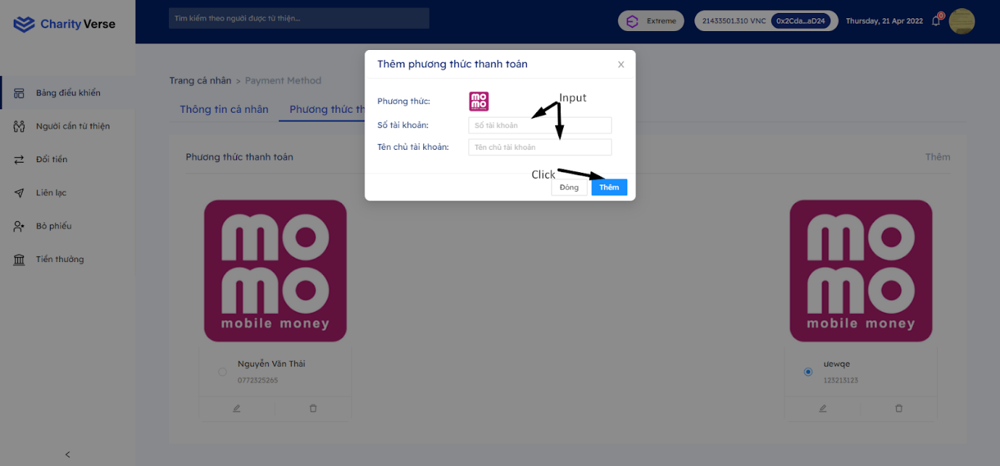 Charity Verse
Tìm kiếm theo người được từ thiện...
Extreme
21433501.310 VNC 0x2Cda...aD24
Thursday, 21 Apr 2022
0
Thêm phương thức thanh toán
Trang cá nhân > Payment Method
Bảng điều khiển
Người cần từ thiện
Đổi tiền
Liên lạc
Bỏ phiếu
Tiền thưởng
Thông tin cá nhân
Phương thức th
Phương thức:
mo
mo
Input
Số tài khoản:
Số tài khoản
Tên chủ tài khoản:
Tên chủ tài khoản
Click
Đóng
Thêm
Phương thức thanh toán
Thêm
mo
mo
mobile money
Nguyễn Văn Thái
0772325265
mo
mo
mobile money
ưewqe
123213123